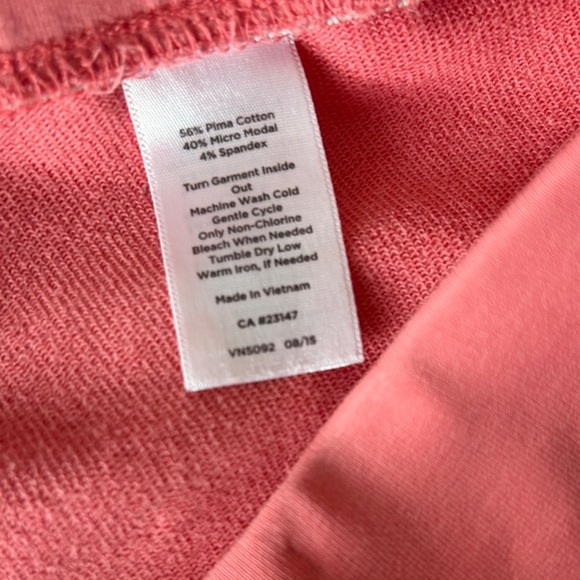 56% Pima Cotton
40% Micro Modal
4% Spandex
Turn Garment Inside
Out
Machine Wash Cold
Gentle Cycle
Only Non-Chlorine
Bleach When Needed
Tumble Dry Low
Warm Iron, If Needed
Made in Vietnam
CA #23147
VN5092 08/15